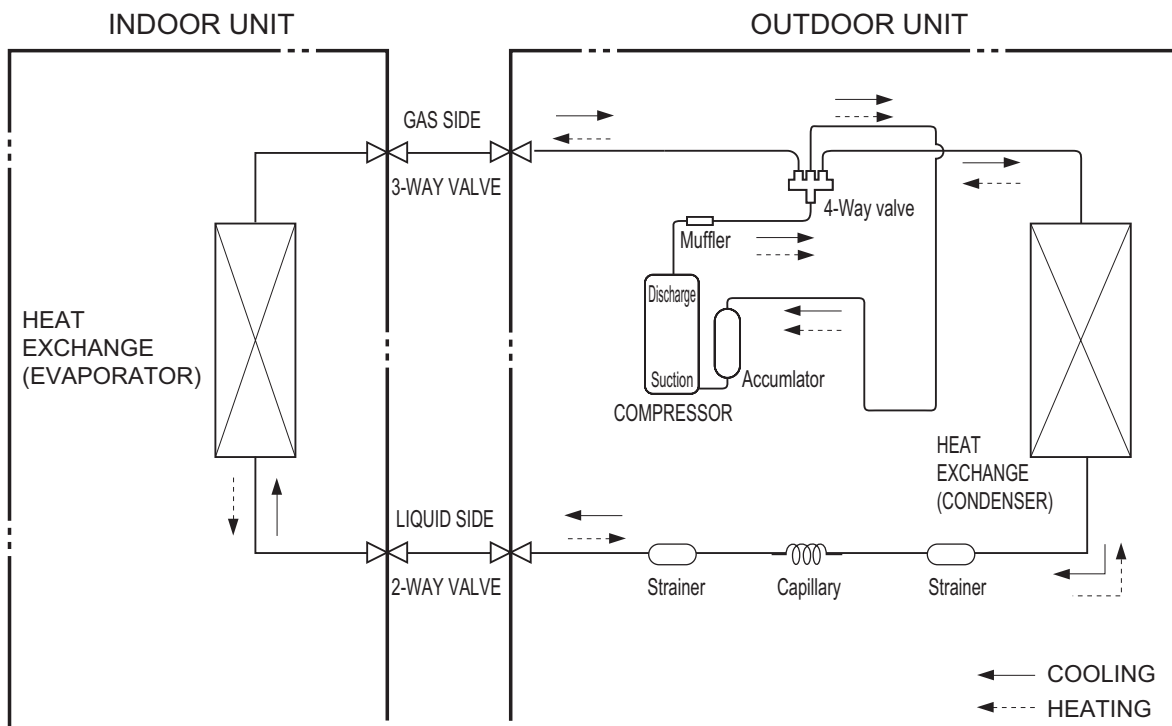 INDOOR UNIT
OUTDOOR UNIT
GAS SIDE
3-WAY VALVE
4-Way valve
Muffler
Discharge
Suction
Accumlator
COMPRESSOR
HEAT
EXCHANGE
(EVAPORATOR)
HEAT
EXCHANGE
(CONDENSER)
LIQUID SIDE
2-WAY VALVE
Strainer
Capillary
Strainer
COOLING
HEATING